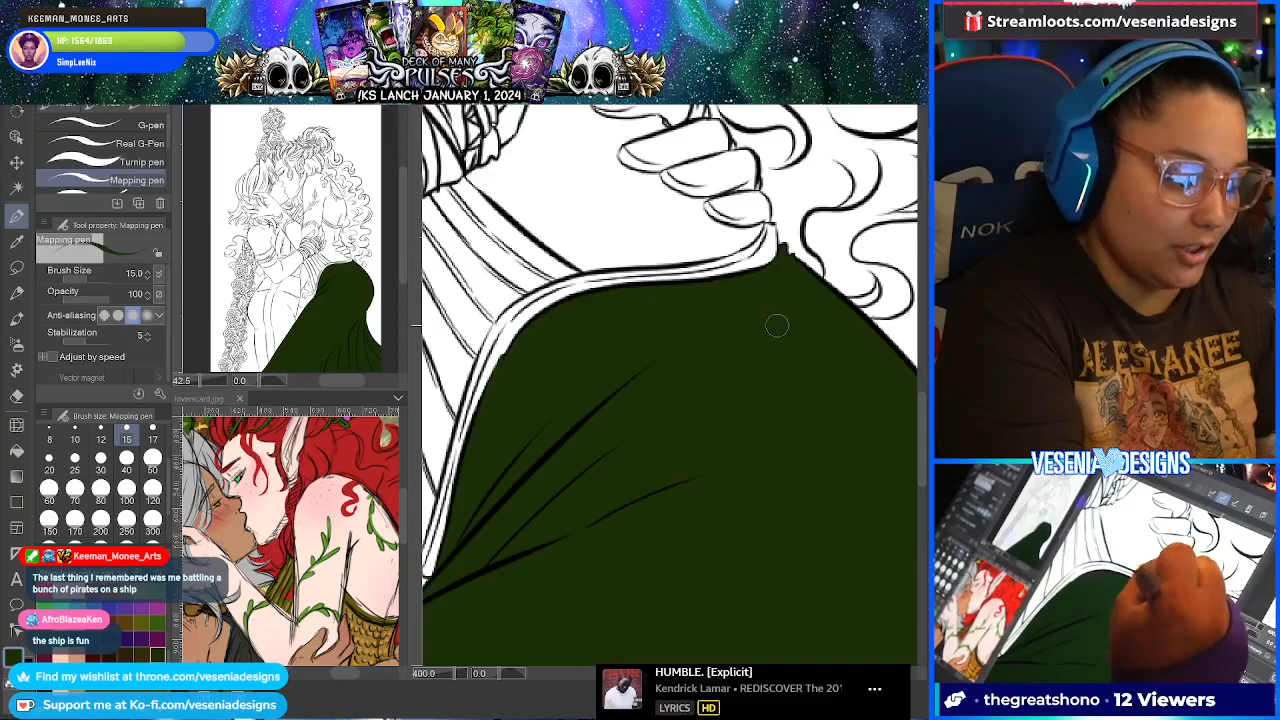 KEEMAN_MONEE_ARTS
HP: 1564/1869
SimpLeeNix
DECK OF MANY
PULSES
!KS LANCH JANUARY 1, 2024
Streamloots.com/veseniadesigns
G-pen
Real G-Pen
Turnip pen
Mapping pen
Tool property: Mapping pen
Mapping pen
Brush Size 15.0
Opacity 100
Anti-aliasing
Stabilization 5
Adjust by speed
Vector magnet
42.5 0.0
Brush size: Mapping pen
loverscard.jpg
8 10 12 15 17
20 25 30 40 50
60 70 80 100 120
150 170 200 250 300
Keeman_Monee_Arts
The last thing I remembered was me battling a
bunch of pirates on a ship
AfroBlazeaKen
the ship is fun
Find my wishlist at throne.com/veseniadesigns
Support me at Ko-fi.com/veseniadesigns
400.0 0.0
HUMBLE. [Explicit]
Kendrick Lamar • REDISCOVER The 201
LYRICS HD
NOK
ALESIANEE
VESENIADESIGNS
thegreatshono • 12 Viewers